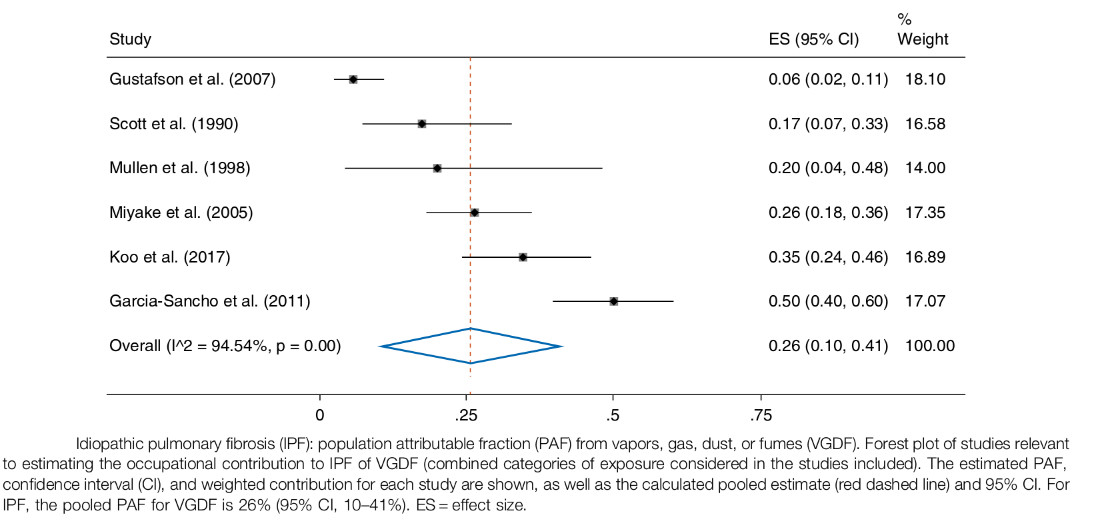 %
Study ES (95% CI) Weight
Gustafson et al. (2007) 0.06 (0.02, 0.11) 18.10
Scott et al. (1990) 0.17 (0.07, 0.33) 16.58
Mullen et al. (1998) 0.20 (0.04, 0.48) 14.00
Miyake et al. (2005) 0.26 (0.18, 0.36) 17.35
Koo et al. (2017) 0.35 (0.24, 0.46) 16.89
Garcia-Sancho et al. (2011) 0.50 (0.40, 0.60) 17.07
Overall (I^2 = 94.54%, p = 0.00) 0.26 (0.10, 0.41) 100.00
0 .25 .5 .75
Idiopathic pulmonary fibrosis (IPF): population attributable fraction (PAF) from vapors, gas, dust, or fumes (VGDF). Forest plot of studies relevant
to estimating the occupational contribution to IPF of VGDF (combined categories of exposure considered in the studies included). The estimated PAF,
confidence interval (CI), and weighted contribution for each study are shown, as well as the calculated pooled estimate (red dashed line) and 95% CI. For
IPF, the pooled PAF for VGDF is 26% (95% CI, 10–41%). ES = effect size.